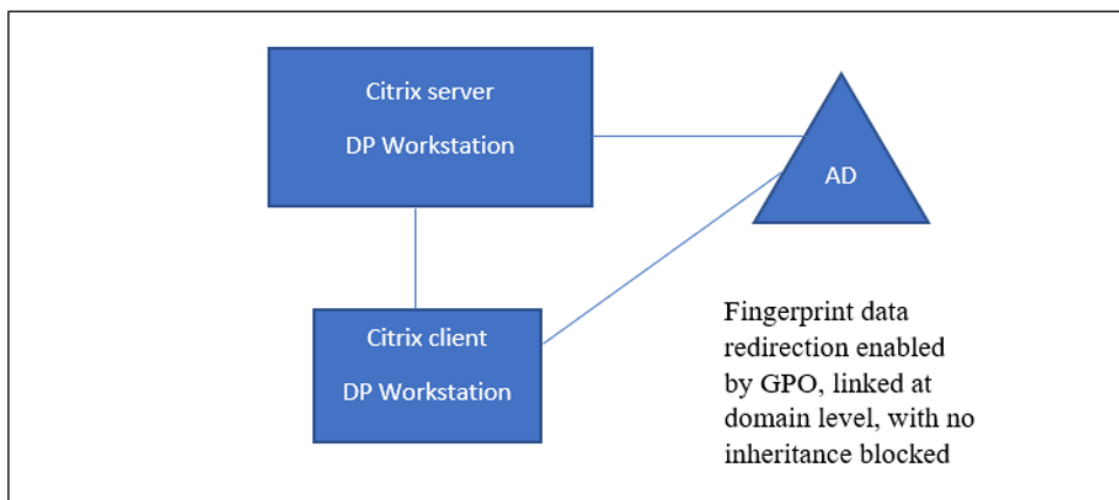 Citrix server
DP Workstation
AD
Citrix client
DP Workstation
Fingerprint data
redirection enabled
by GPO, linked at
domain level, with no
inheritance blocked